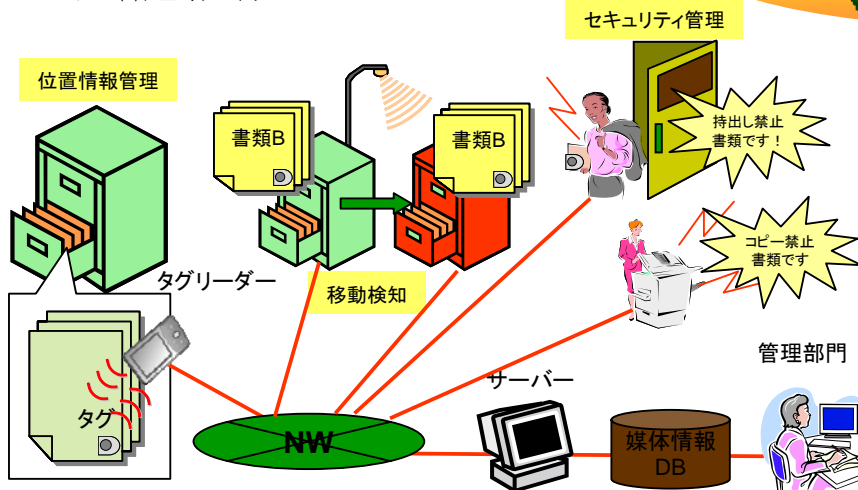 セキュリティ管理
位置情報管理
書類B
書類B
持出し禁止
書類です！
コピー禁止
書類です
タグリーダー
移動検知
管理部門
タグ
サーバー
NW
媒体情報
DB